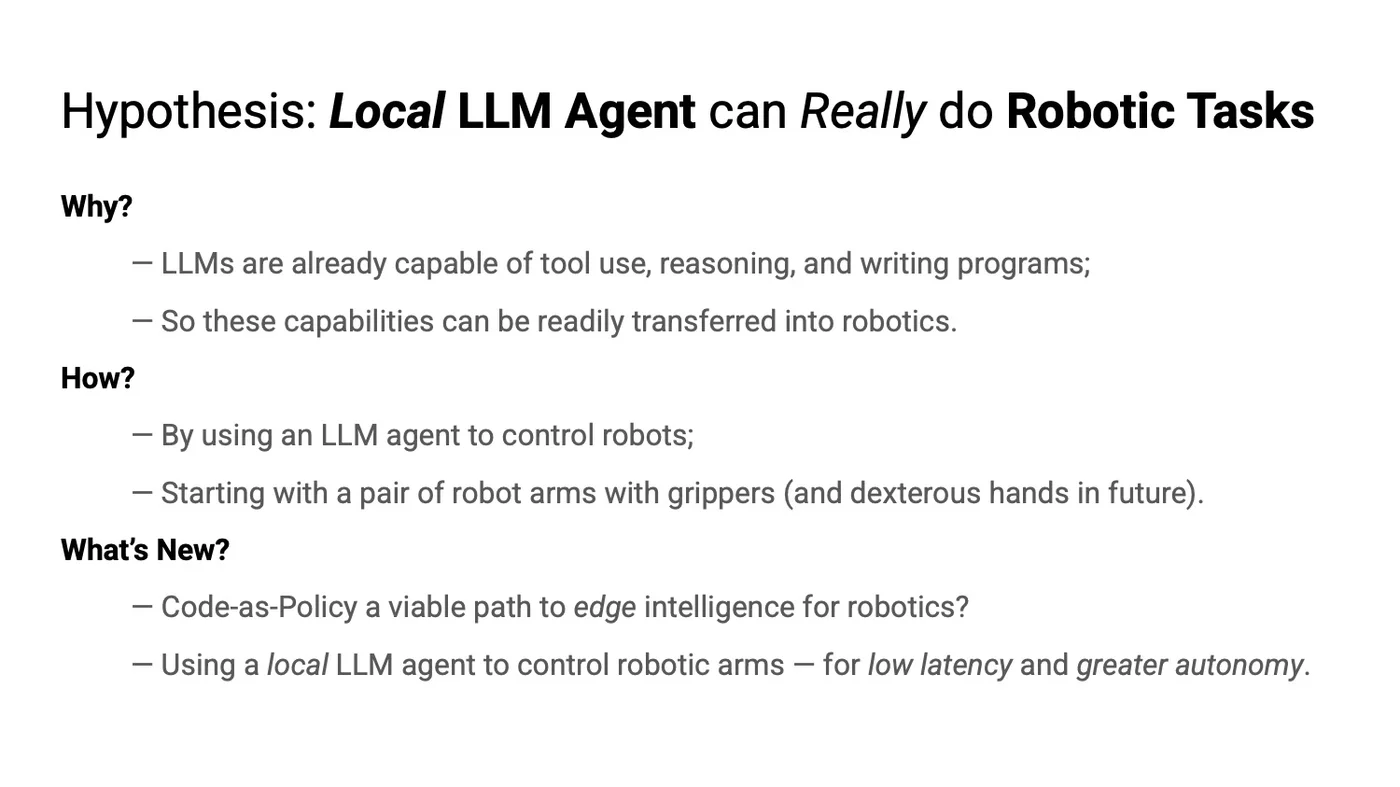 Hypothesis: Local LLM Agent can Really do Robotic Tasks
Why?
— LLMs are already capable of tool use, reasoning, and writing programs;
— So these capabilities can be readily transferred into robotics.
How?
— By using an LLM agent to control robots;
— Starting with a pair of robot arms with grippers (and dexterous hands in future).
What’s New?
— Code-as-Policy a viable path to edge intelligence for robotics?
— Using a local LLM agent to control robotic arms — for low latency and greater autonomy.